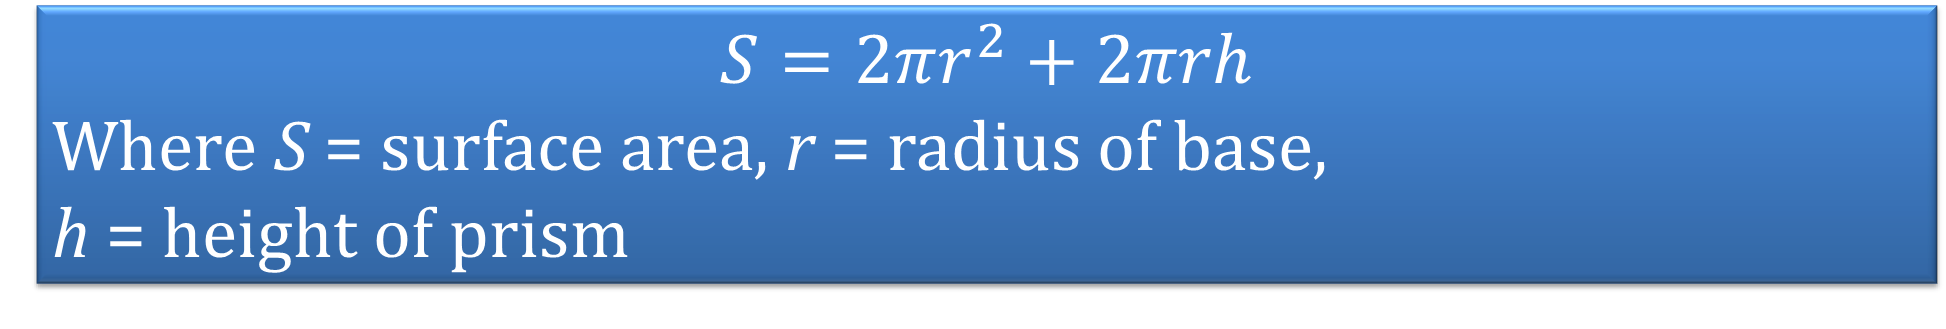 S = 2πr² + 2πrh
Where S = surface area, r = radius of base,
h = height of prism